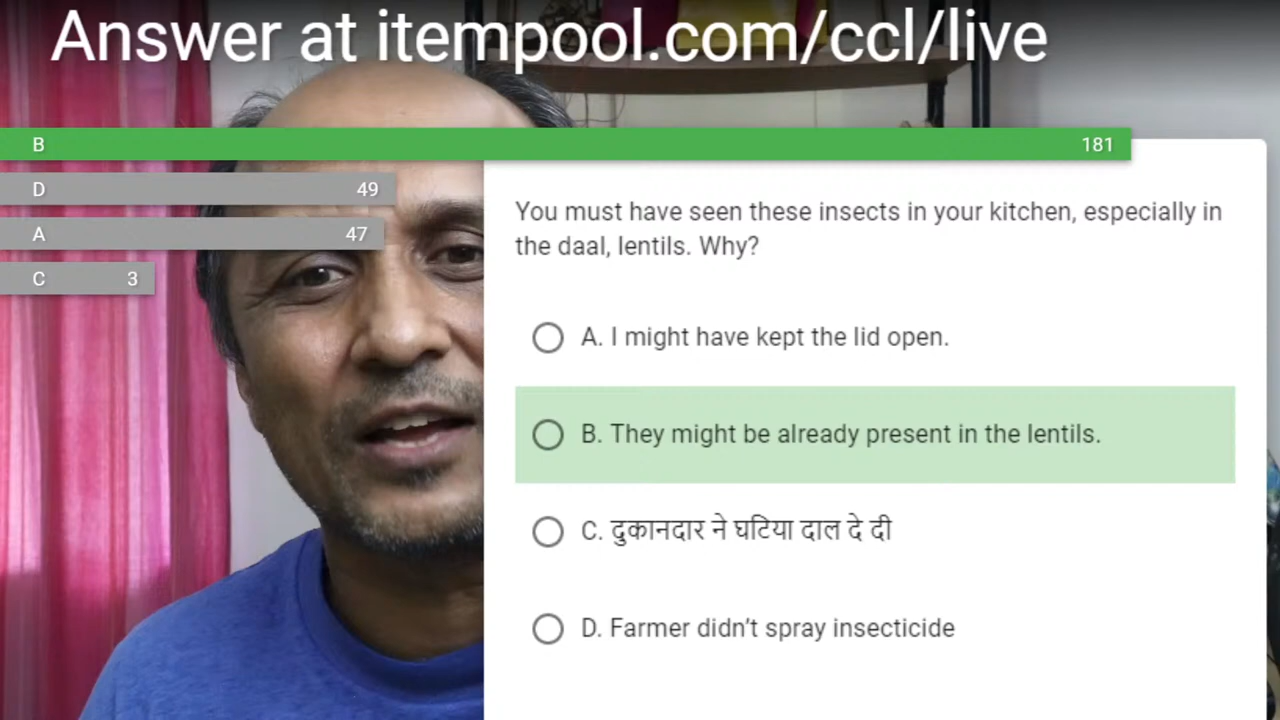 Answer at itempool.com/ccl/live
B 181
D 49
A 47
C 3
You must have seen these insects in your kitchen, especially in
the daal, lentils. Why?
A. I might have kept the lid open.
B. They might be already present in the lentils.
C. दुकानदार ने घटिया दाल दे दी
D. Farmer didn’t spray insecticide